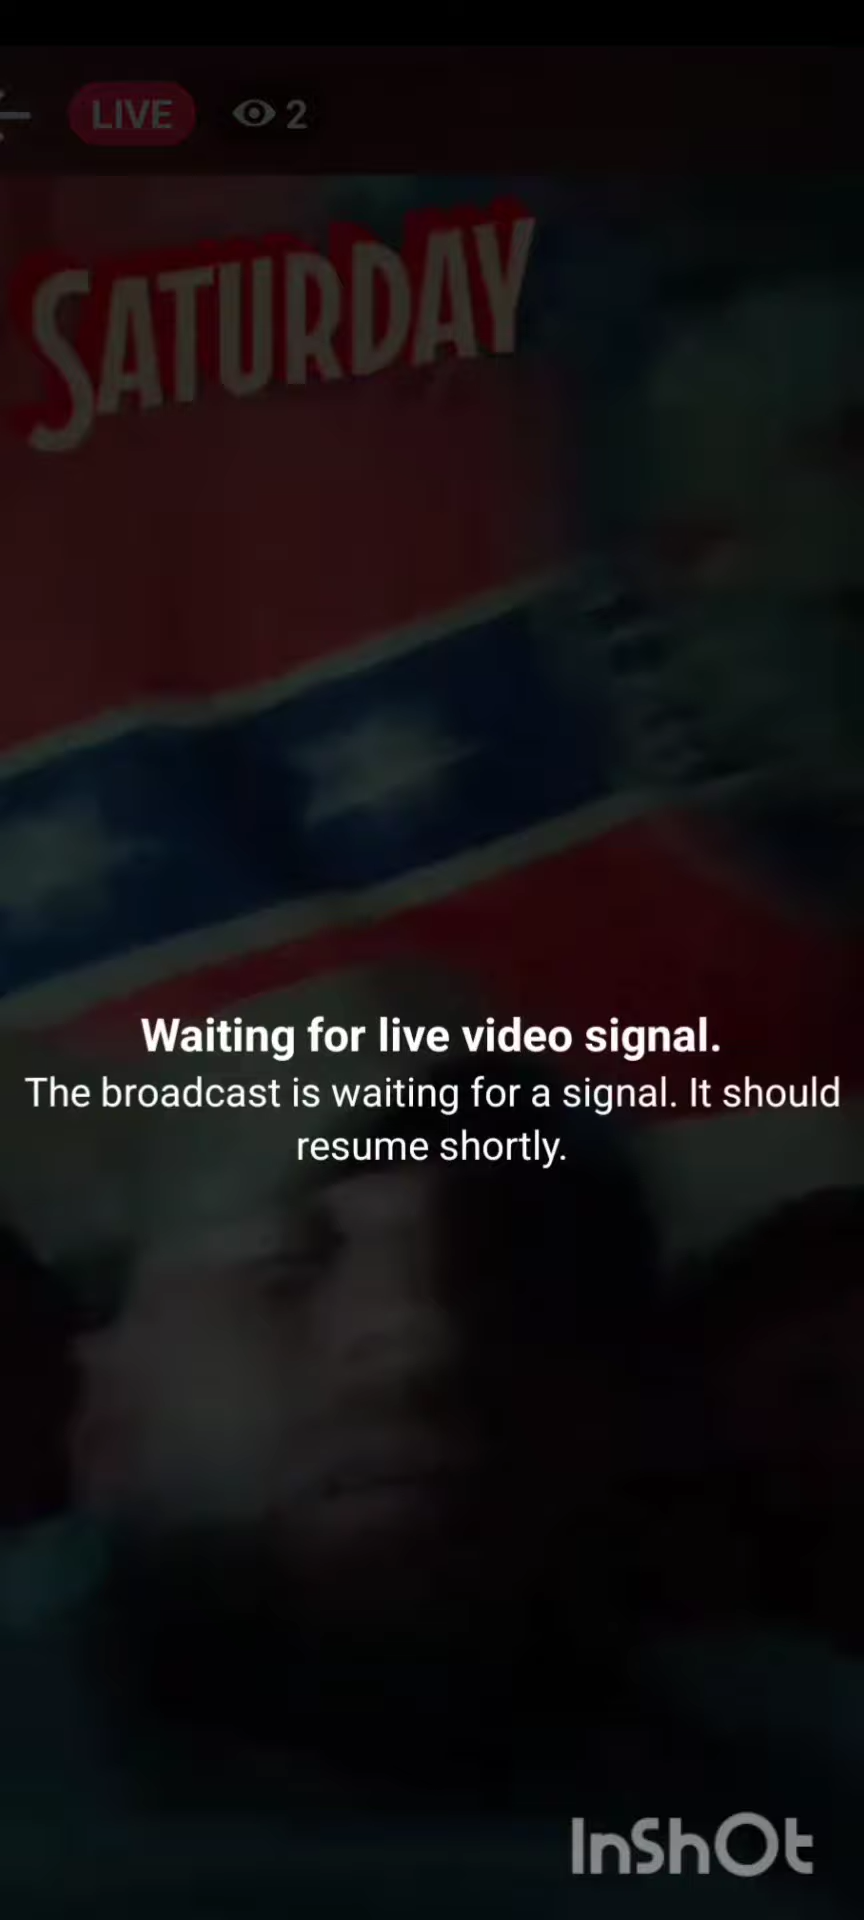 LIVE 2
SATURDAY
Waiting for live video signal.
The broadcast is waiting for a signal. It should
resume shortly.
InShOt